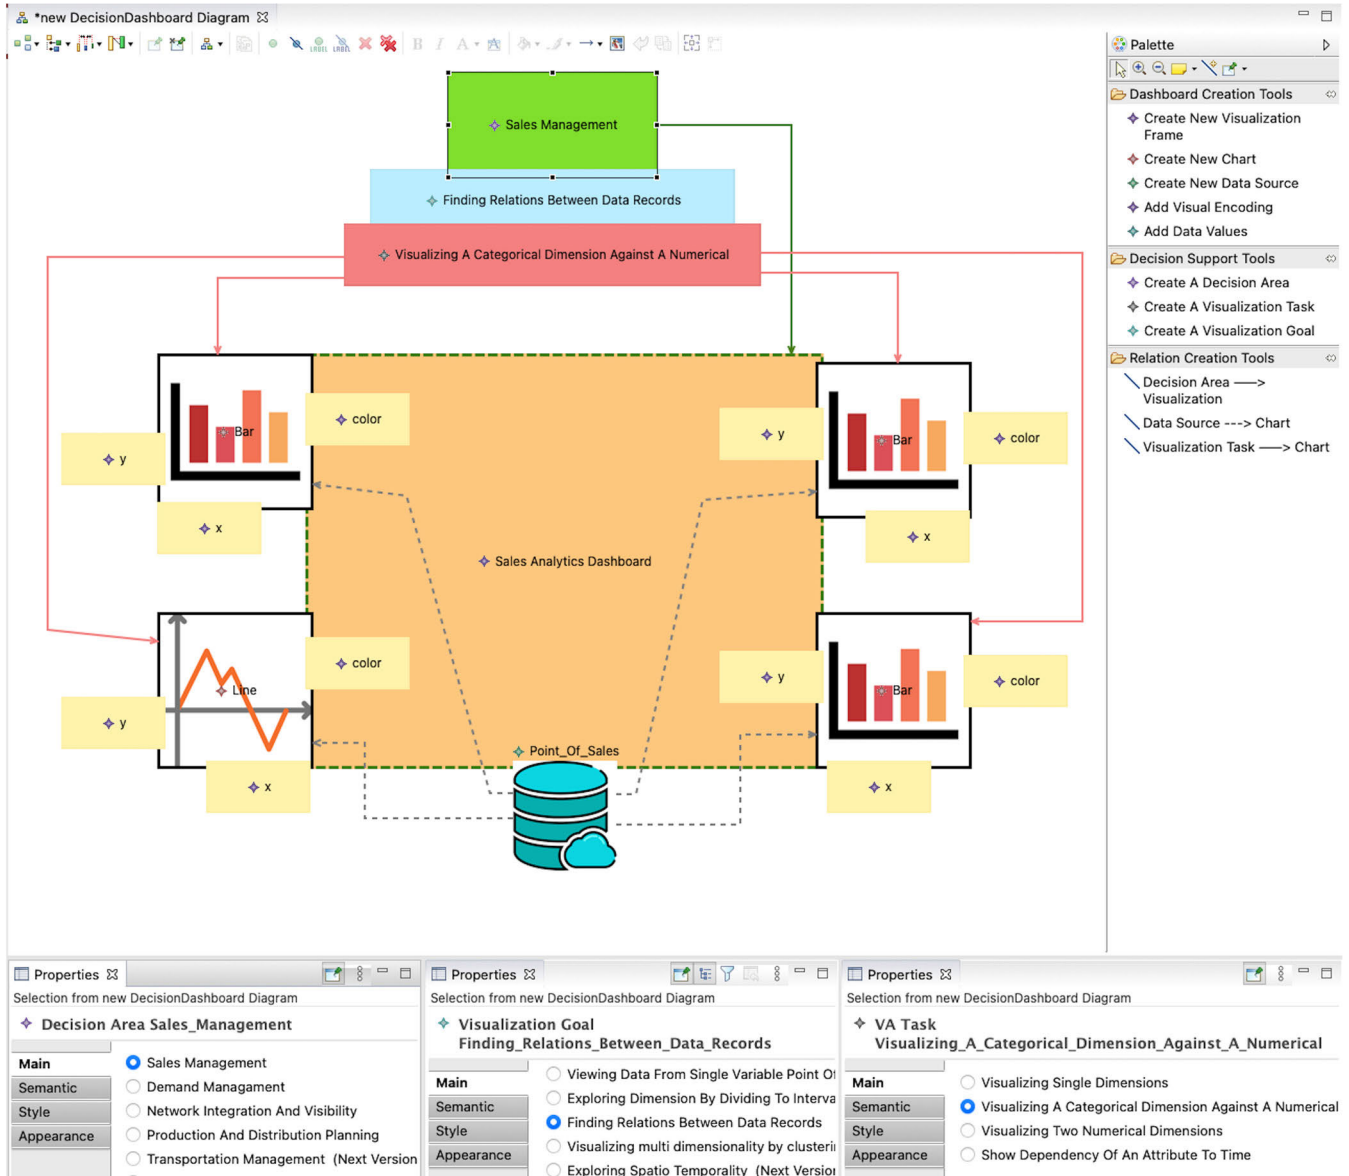 *new DecisionDashboard Diagram
LABEL
LABEL
B I A A
Palette
Dashboard Creation Tools
Create New Visualization
Frame
Create New Chart
Create New Data Source
Add Visual Encoding
Add Data Values
Decision Support Tools
Create A Decision Area
Create A Visualization Task
Create A Visualization Goal
Relation Creation Tools
Decision Area ——>
Visualization
Data Source ---> Chart
Visualization Task ——> Chart
Sales Management
Finding Relations Between Data Records
Visualizing A Categorical Dimension Against A Numerical
Bar
color
y
x
Bar
y
color
x
Sales Analytics Dashboard
Line
color
y
x
Bar
y
color
x
Point_Of_Sales
Properties
Selection from new DecisionDashboard Diagram
Decision Area Sales_Management
Main
Semantic
Style
Appearance
Sales Management
Demand Managament
Network Integration And Visibility
Production And Distribution Planning
Transportation Management (Next Version
Properties
Selection from new DecisionDashboard Diagram
Visualization Goal
Finding_Relations_Between_Data_Records
Main
Semantic
Style
Appearance
Viewing Data From Single Variable Point Of
Exploring Dimension By Dividing To Interva
Finding Relations Between Data Records
Visualizing multi dimensionality by clusteri
Exploring Spatio Temporality (Next Version
Properties
Selection from new DecisionDashboard Diagram
VA Task
Visualizing_A_Categorical_Dimension_Against_A_Numerical
Main
Semantic
Style
Appearance
Visualizing Single Dimensions
Visualizing A Categorical Dimension Against A Numerical
Visualizing Two Numerical Dimensions
Show Dependency Of An Attribute To Time